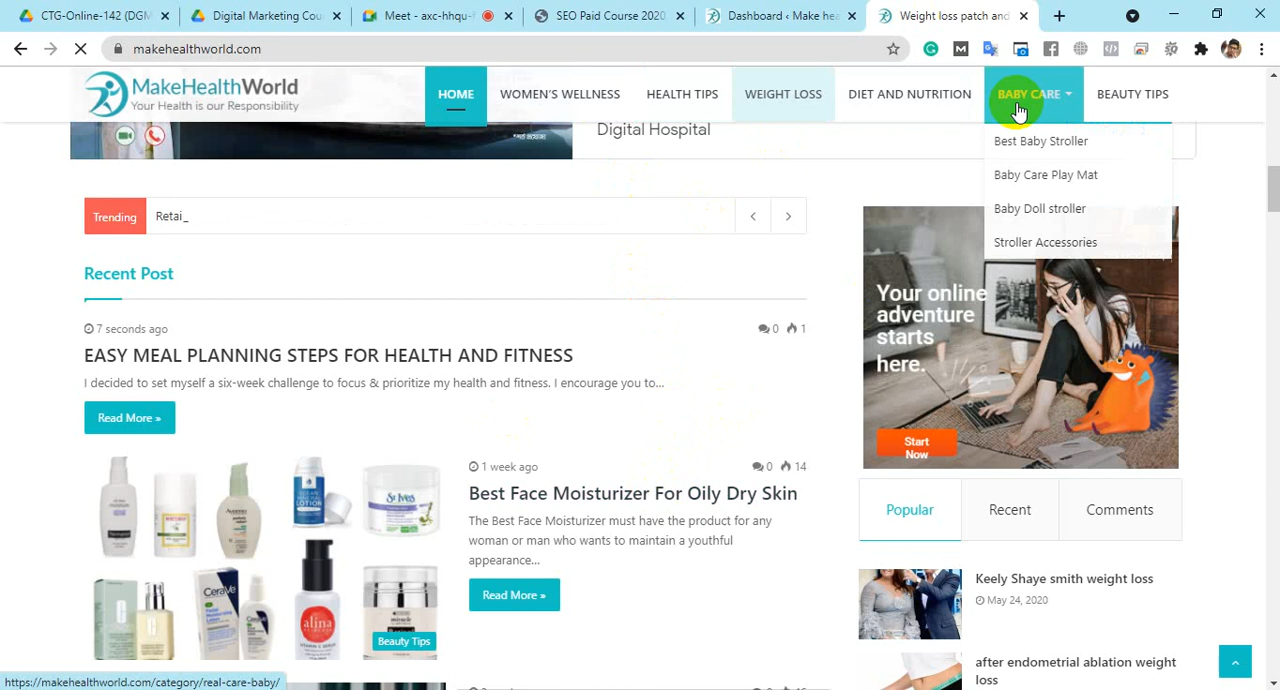 CTG-Online-142 (DGM
Digital Marketing Cour
Meet - axc-hhqu-f
SEO Paid Course 2020,
Dashboard ‹ Make hea
Weight loss patch and
makehealthworld.com
MakeHealthWorld
Your Health is our Responsibility
HOME
WOMEN'S WELLNESS
HEALTH TIPS
WEIGHT LOSS
DIET AND NUTRITION
BABY CARE
BEAUTY TIPS
Digital Hospital
Best Baby Stroller
Baby Care Play Mat
Baby Doll stroller
Stroller Accessories
Trending
Retai_
Recent Post
7 seconds ago
0 1
EASY MEAL PLANNING STEPS FOR HEALTH AND FITNESS
I decided to set myself a six-week challenge to focus & prioritize my health and fitness. I encourage you to…
Read More »
1 week ago
0 14
Best Face Moisturizer For Oily Dry Skin
The Best Face Moisturizer must have the product for any
woman or man who wants to maintain a youthful
appearance…
Read More »
St. Ives
CeraVe
alina
Beauty Tips
Your online
adventure
starts
here.
Start
Now
Popular
Recent
Comments
Keely Shaye smith weight loss
May 24, 2020
after endometrial ablation weight
loss
https://makehealthworld.com/category/real-care-baby/